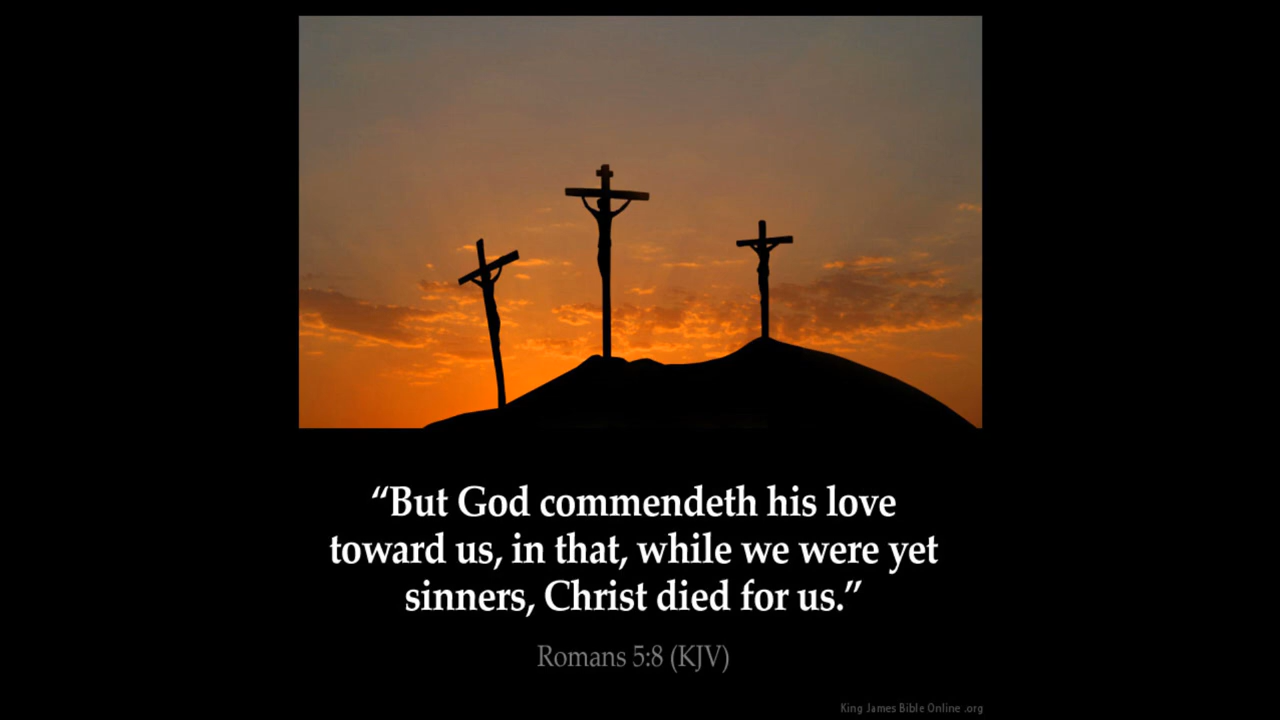 “But God commendeth his love
toward us, in that, while we were yet
sinners, Christ died for us.”
Romans 5:8 (KJV)
King James Bible Online .org